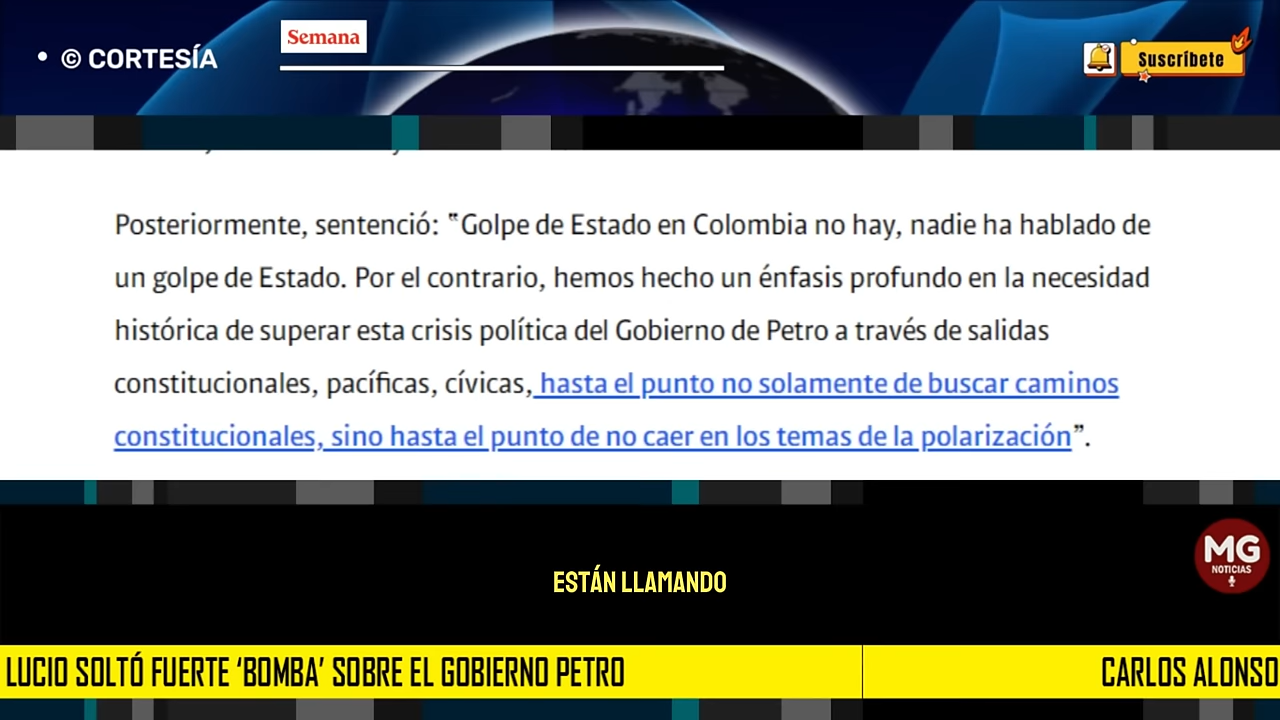 • © CORTESÍA
Semana
Suscríbete
Posteriormente, sentenció: “Golpe de Estado en Colombia no hay, nadie ha hablado de
un golpe de Estado. Por el contrario, hemos hecho un énfasis profundo en la necesidad
histórica de superar esta crisis política del Gobierno de Petro a través de salidas
constitucionales, pacíficas, cívicas, hasta el punto no solamente de buscar caminos
constitucionales, sino hasta el punto de no caer en los temas de la polarización”.
MG
NOTICIAS
ESTÁN LLAMANDO
LUCIO SOLTÓ FUERTE ‘BOMBA’ SOBRE EL GOBIERNO PETRO
CARLOS ALONSO